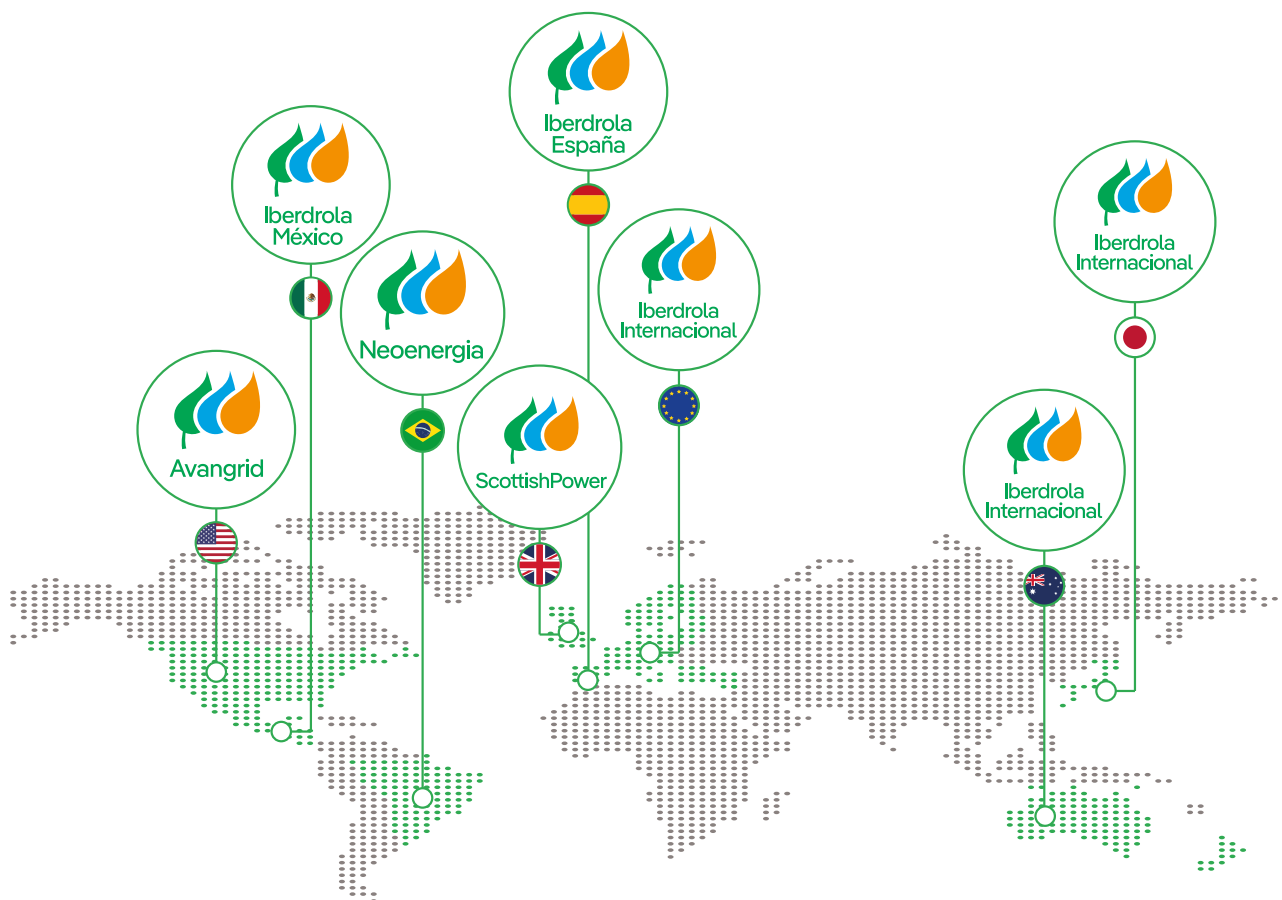 Iberdrola
España
Iberdrola
México
Iberdrola
Internacional
Iberdrola
Internacional
Neoenergia
Avangrid
ScottishPower
Iberdrola
Internacional